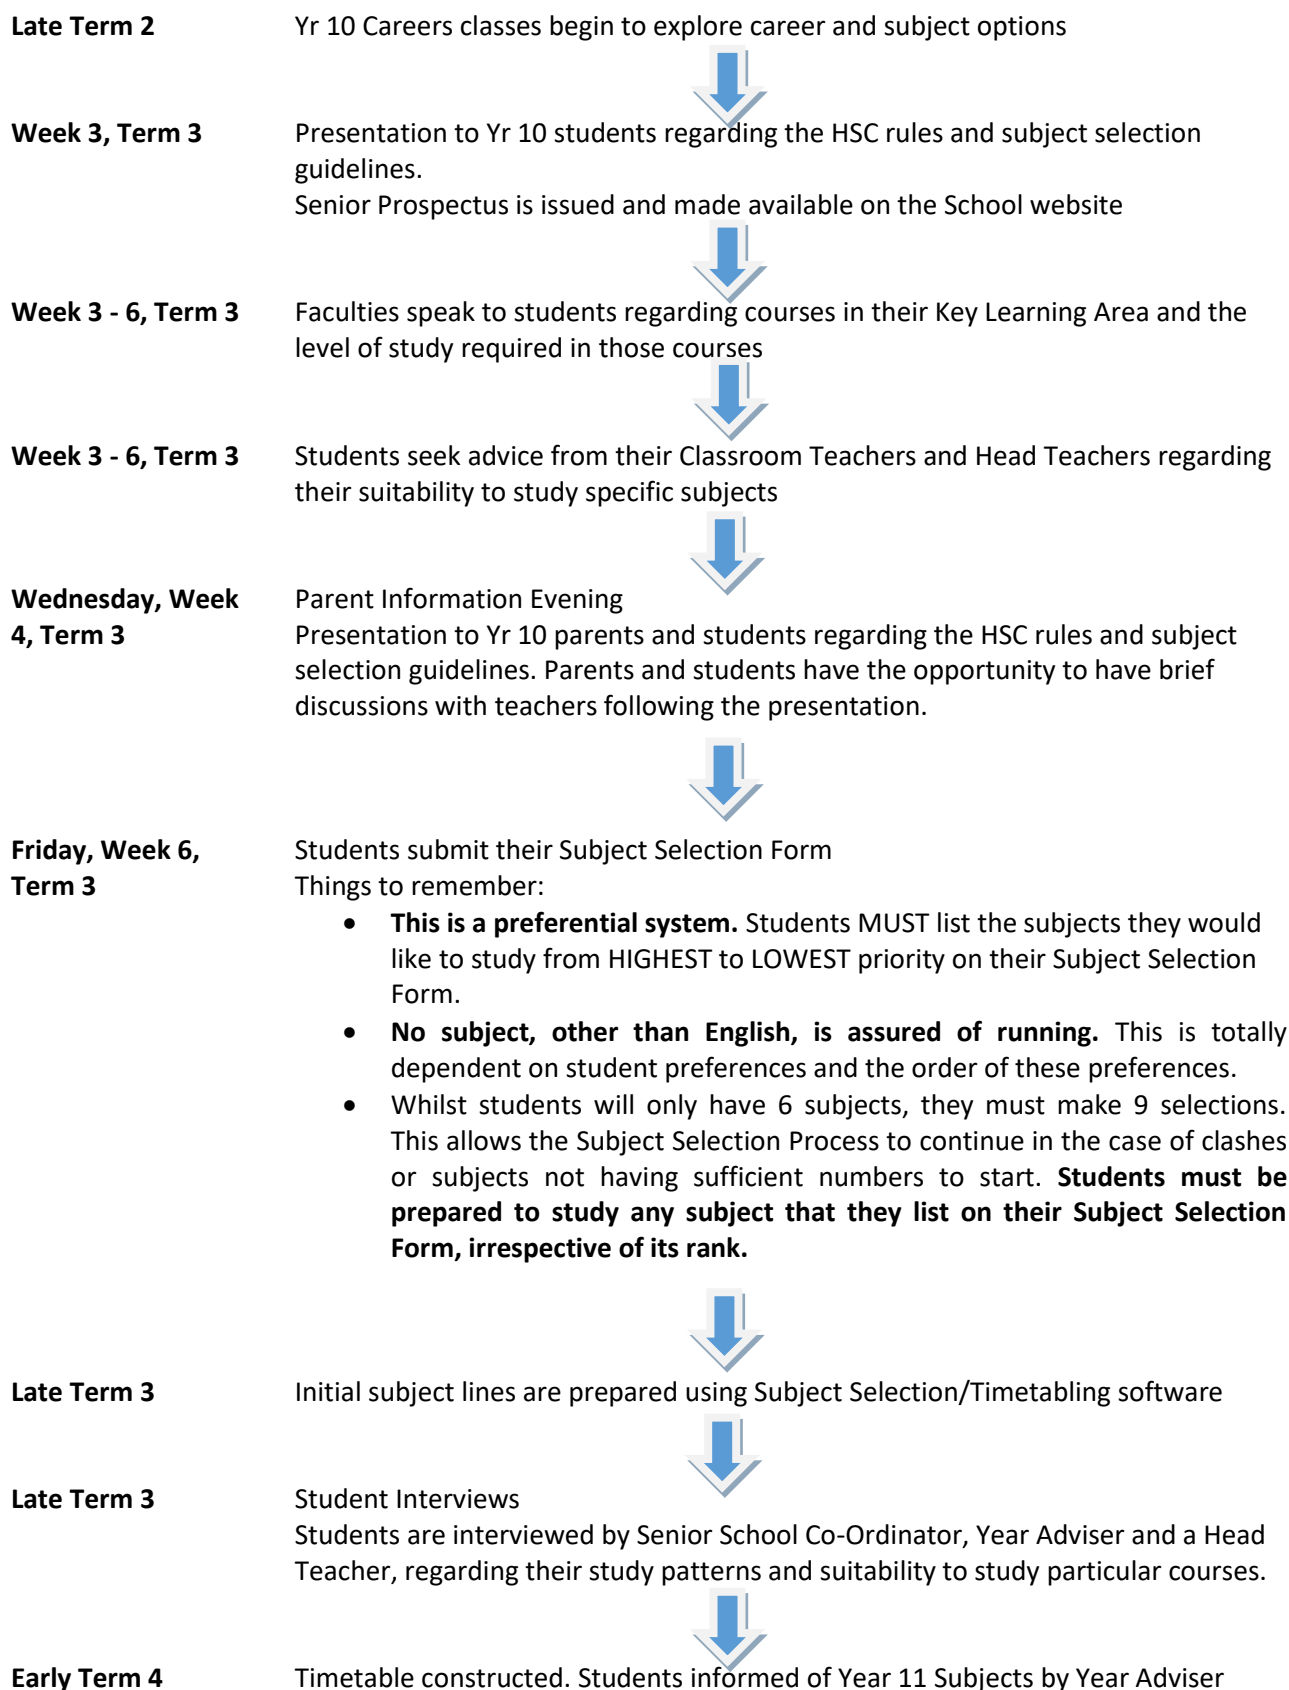 Late Term 2 Yr 10 Careers classes begin to explore career and subject options
Week 3, Term 3 Presentation to Yr 10 students regarding the HSC rules and subject selection
guidelines.
Senior Prospectus is issued and made available on the School website
Week 3 - 6, Term 3 Faculties speak to students regarding courses in their Key Learning Area and the
level of study required in those courses
Week 3 - 6, Term 3 Students seek advice from their Classroom Teachers and Head Teachers regarding
their suitability to study specific subjects
Wednesday, Week Parent Information Evening
4, Term 3 Presentation to Yr 10 parents and students regarding the HSC rules and subject
selection guidelines. Parents and students have the opportunity to have brief
discussions with teachers following the presentation.
Friday, Week 6, Students submit their Subject Selection Form
Term 3 Things to remember:
• This is a preferential system. Students MUST list the subjects they would
like to study from HIGHEST to LOWEST priority on their Subject Selection
Form.
• No subject, other than English, is assured of running. This is totally
dependent on student preferences and the order of these preferences.
• Whilst students will only have 6 subjects, they must make 9 selections.
This allows the Subject Selection Process to continue in the case of clashes
or subjects not having sufficient numbers to start. Students must be
prepared to study any subject that they list on their Subject Selection
Form, irrespective of its rank.
Late Term 3 Initial subject lines are prepared using Subject Selection/Timetabling software
Late Term 3 Student Interviews
Students are interviewed by Senior School Co-Ordinator, Year Adviser and a Head
Teacher, regarding their study patterns and suitability to study particular courses.
Early Term 4 Timetable constructed. Students informed of Year 11 Subjects by Year Adviser